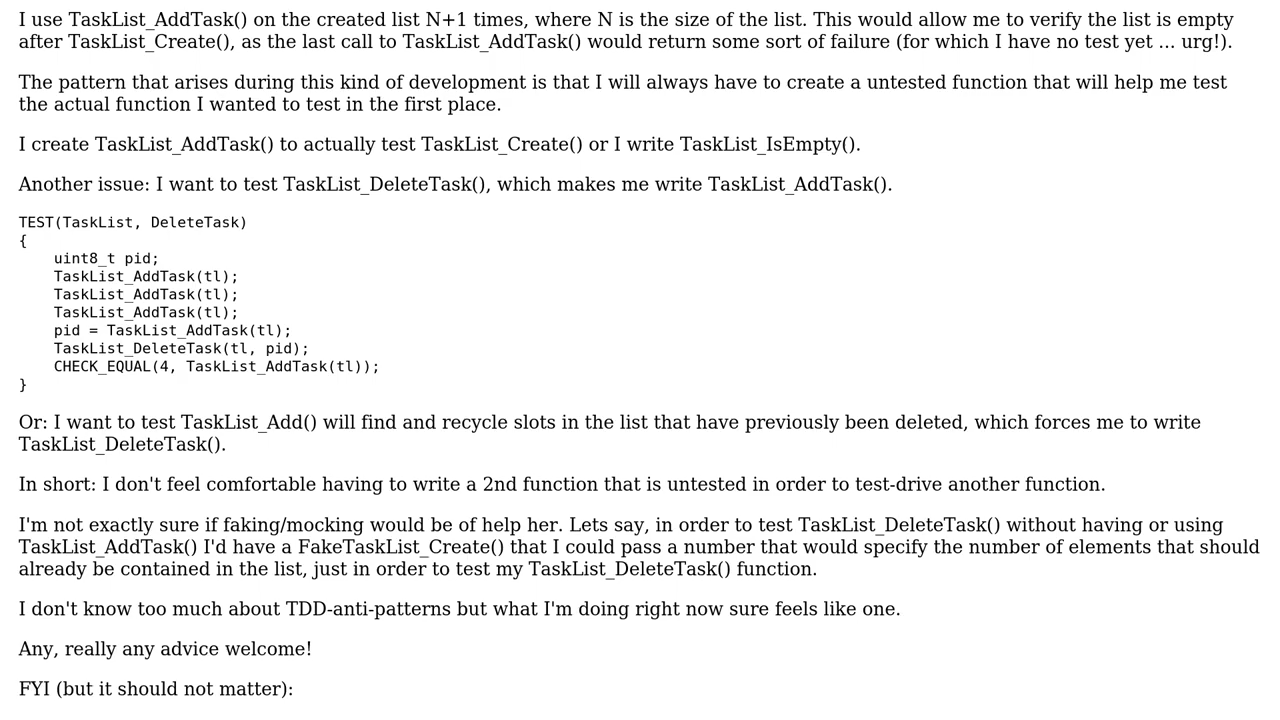 I use TaskList_AddTask() on the created list N+1 times, where N is the size of the list. This would allow me to verify the list is empty
after TaskList_Create(), as the last call to TaskList_AddTask() would return some sort of failure (for which I have no test yet ... urg!).
The pattern that arises during this kind of development is that I will always have to create a untested function that will help me test
the actual function I wanted to test in the first place.
I create TaskList_AddTask() to actually test TaskList_Create() or I write TaskList_IsEmpty().
Another issue: I want to test TaskList_DeleteTask(), which makes me write TaskList_AddTask().
TEST(TaskList, DeleteTask)
{
    uint8_t pid;
    TaskList_AddTask(tl);
    TaskList_AddTask(tl);
    TaskList_AddTask(tl);
    pid = TaskList_AddTask(tl);
    TaskList_DeleteTask(tl, pid);
    CHECK_EQUAL(4, TaskList_AddTask(tl));
}
Or: I want to test TaskList_Add() will find and recycle slots in the list that have previously been deleted, which forces me to write
TaskList_DeleteTask().
In short: I don't feel comfortable having to write a 2nd function that is untested in order to test-drive another function.
I'm not exactly sure if faking/mocking would be of help her. Lets say, in order to test TaskList_DeleteTask() without having or using
TaskList_AddTask() I'd have a FakeTaskList_Create() that I could pass a number that would specify the number of elements that should
already be contained in the list, just in order to test my TaskList_DeleteTask() function.
I don't know too much about TDD-anti-patterns but what I'm doing right now sure feels like one.
Any, really any advice welcome!
FYI (but it should not matter):